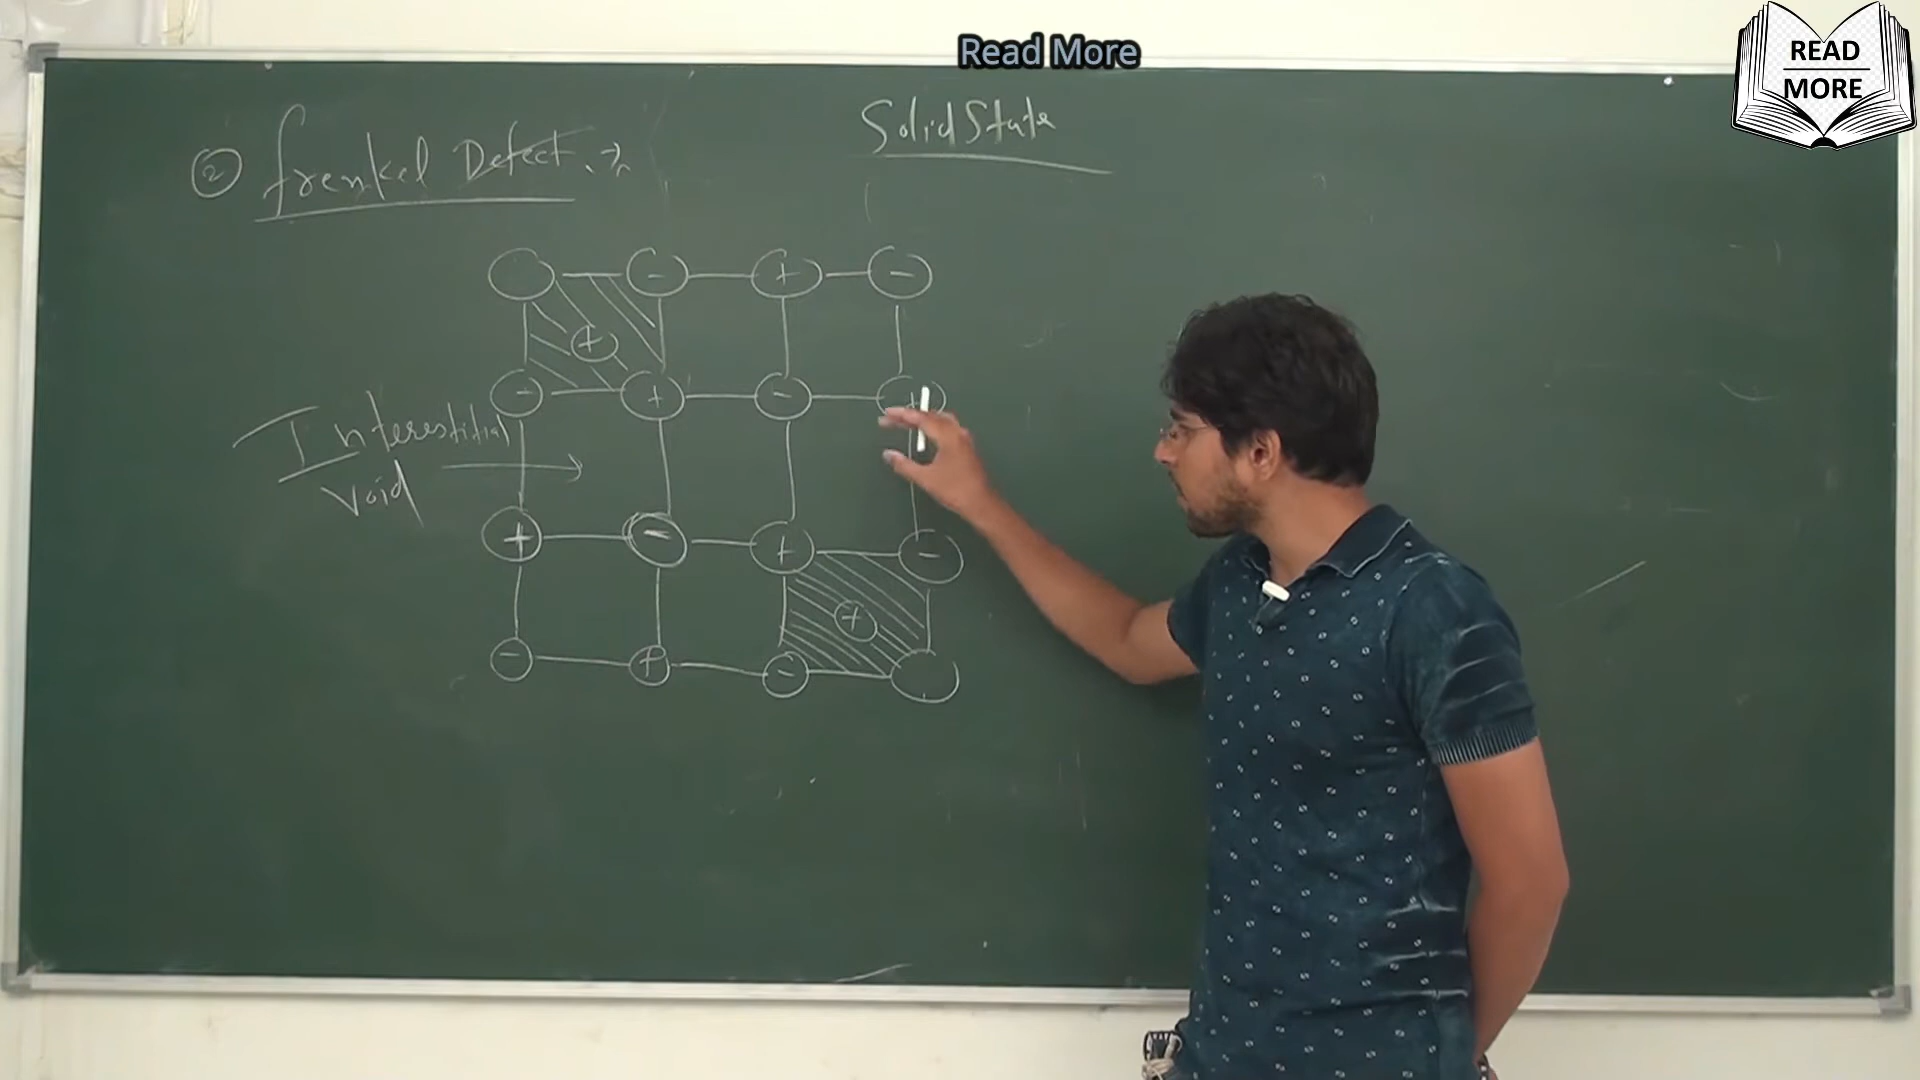 Read More
READ
MORE
Solid State
② frenkel Defect :→
- + -
+
- + - +
Interestitial
Void →
+ - + -
+
- + -